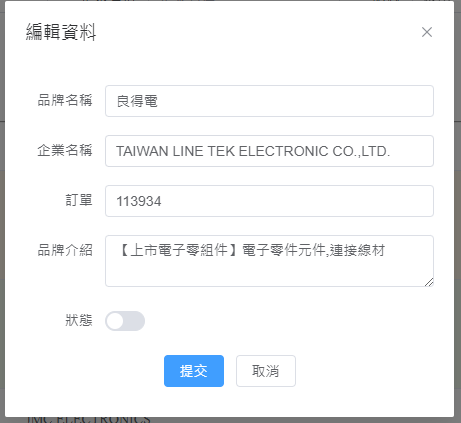 編輯資料
品牌名稱 良得電
企業名稱 TAIWAN LINE TEK ELECTRONIC CO.,LTD.
訂單 113934
品牌介紹 【上市電子零組件】電子零件元件,連接線材
狀態
提交 取消
IMC ELECTRONICS